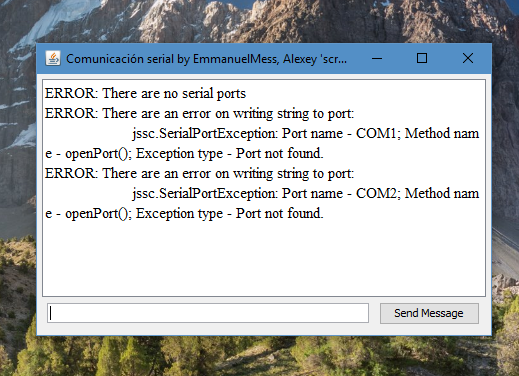 Comunicación serial by EmmanuelMess, Alexey 'scr...
ERROR: There are no serial ports
ERROR: There are an error on writing string to port:
jssc.SerialPortException: Port name - COM1; Method nam
e - openPort(); Exception type - Port not found.
ERROR: There are an error on writing string to port:
jssc.SerialPortException: Port name - COM2; Method nam
e - openPort(); Exception type - Port not found.
Send Message